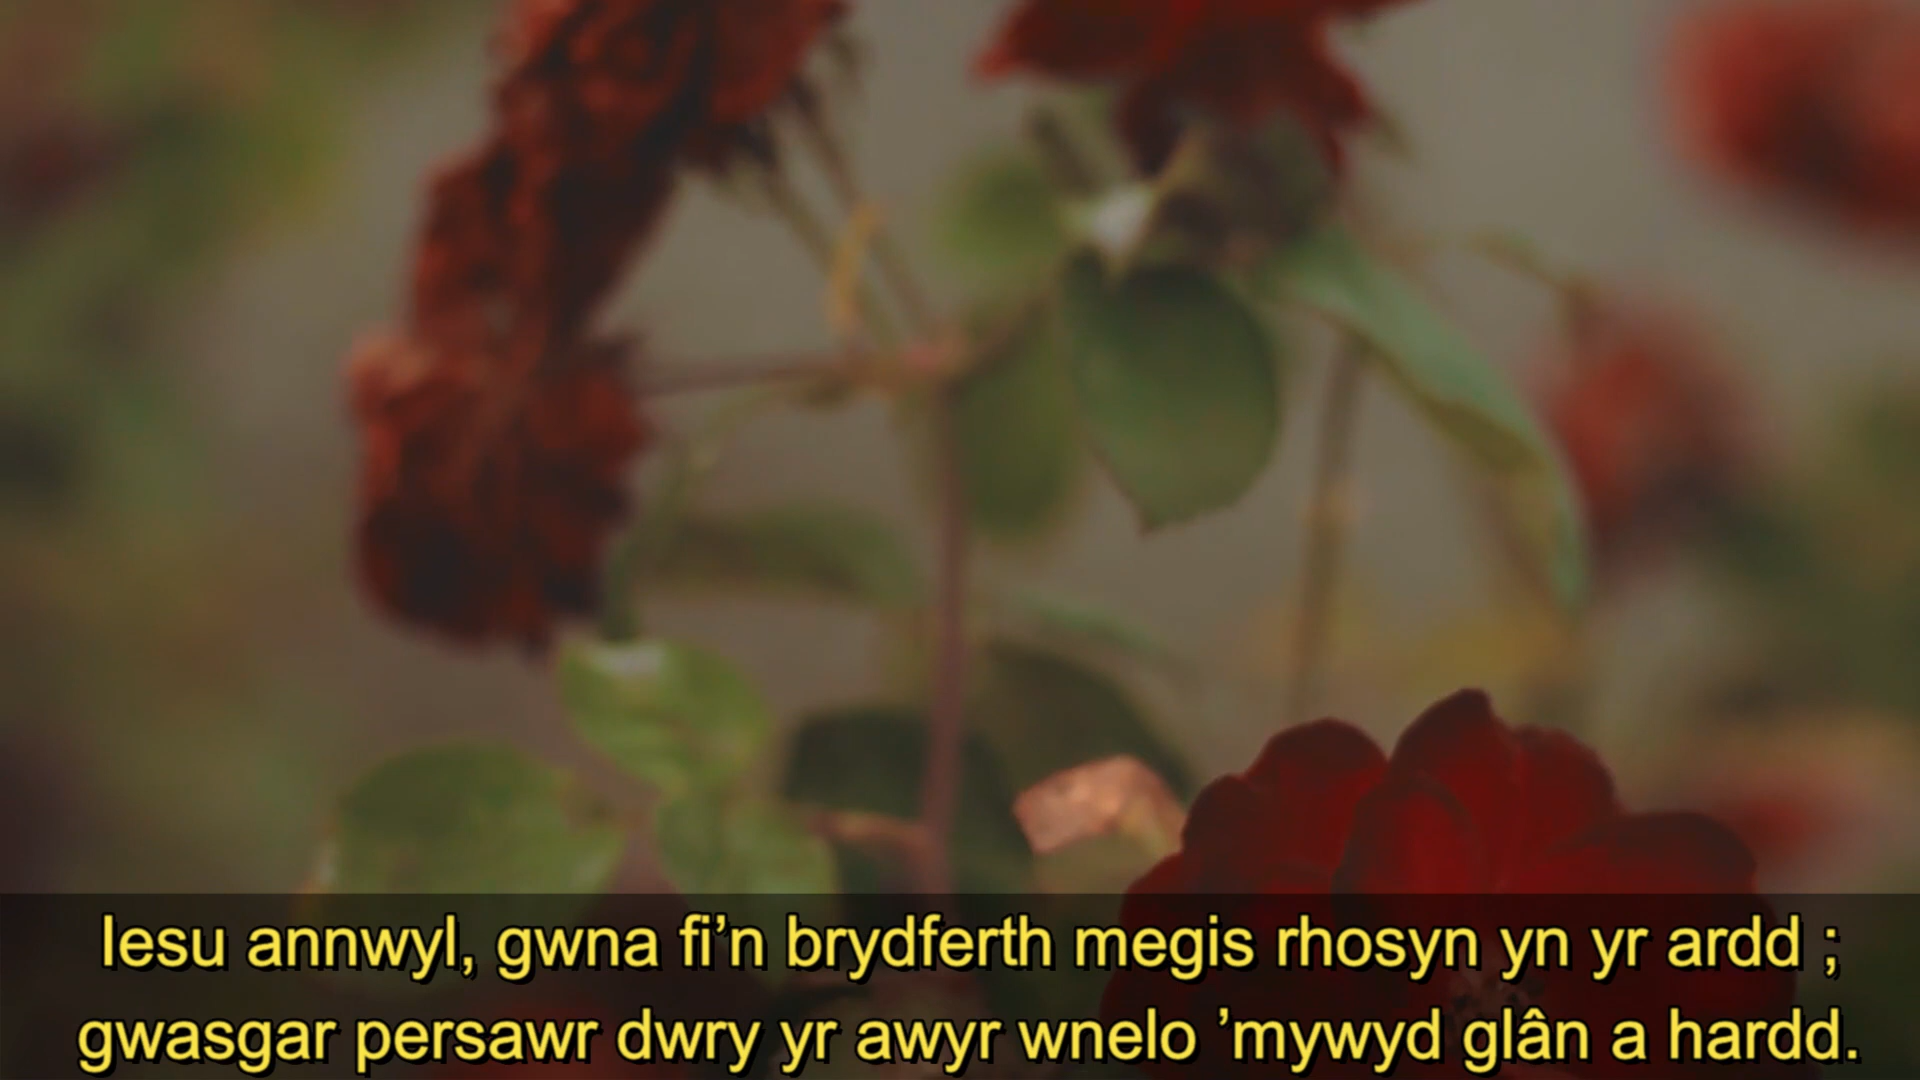 Iesu annwyl, gwna fi’n brydferth megis rhosyn yn yr ardd ;
gwasgar persawr dwry yr awyr wnelo ’mywyd glân a hardd.